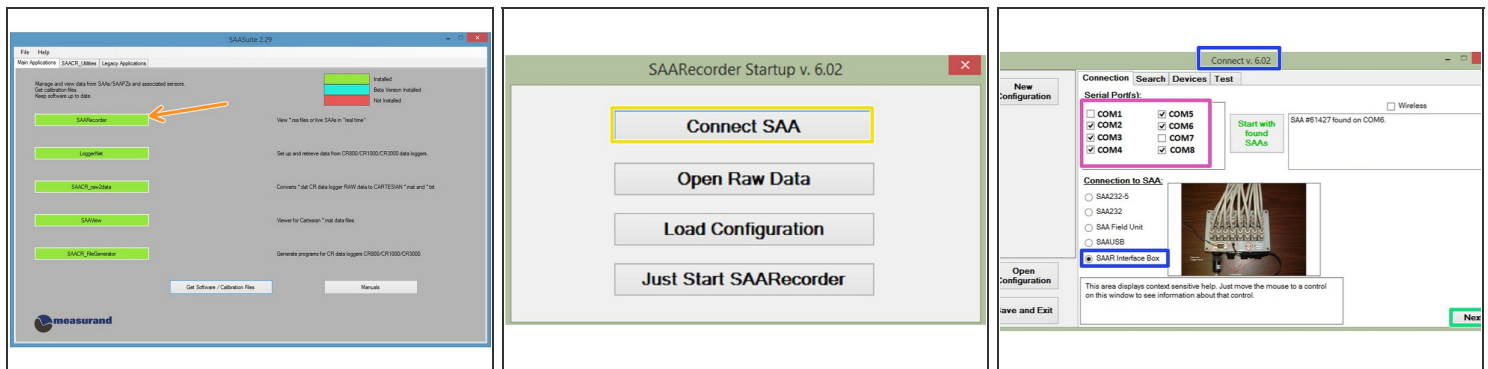 SAASuite 2.29
File Help
Main Applications SAACR_Utilities Legacy Applications
Manage and view data from SAAs/SAAPZs and associated sensors.
Get calibration files.
Keep software up to date.
Installed
Beta Version Installed
Not Installed
SAARecorder
View *.rsa files or live SAAs in "real time"
LoggerNet
Set up and retrieve data from CR800/CR1000/CR3000 data loggers.
SAACR_raw2data
Converts *.dat CR data logger RAW data to CARTESIAN *.mat and *.txt
SAAView
Viewer for Cartesian *.mat data files.
SAACR_FileGenerator
Generate programs for CR data loggers CR800/CR1000/CR3000.
Get Software / Calibration Files
Manuals
measurand
SAARecorder Startup v. 6.02
Connect SAA
Open Raw Data
Load Configuration
Just Start SAARecorder
Connect v. 6.02
New
Configuration
Connection Search Devices Test
Serial Port(s):
Wireless
COM1 COM5
COM2 COM6
COM3 COM7
COM4 COM8
Start with
found
SAAs
SAA #61427 found on COM6.
Connection to SAA:
SAA232-5
SAA232
SAA Field Unit
SAAUSB
SAAR Interface Box
Open
Configuration
This area displays context sensitive help. Just move the mouse to a control
on this window to see information about that control.
Save and Exit
Nex